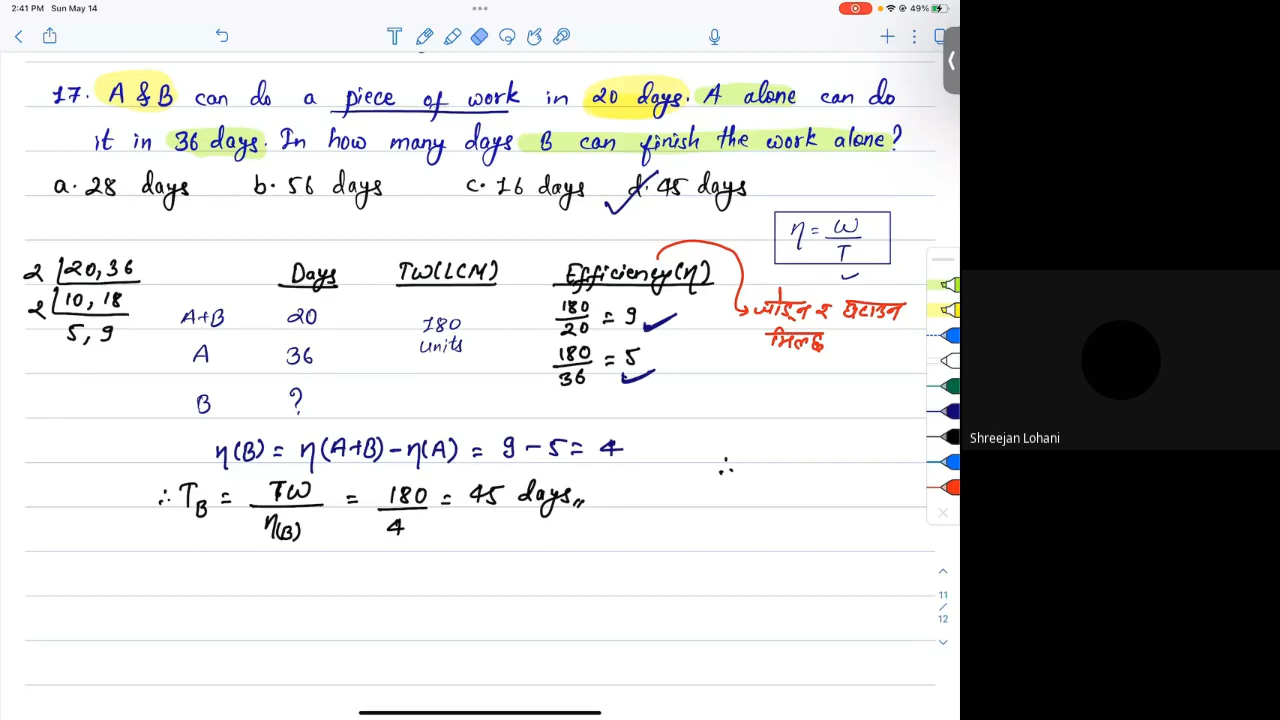 2:41 PM Sun May 14
49%
17. A & B can do a piece of work in 20 days. A alone can do
it in 36 days. In how many days B can finish the work alone?
a. 28 days b. 56 days c. 16 days d. 45 days
η = W/T
2 | 20, 36
2 | 10, 18
5, 9
Days TW(LCM) Efficiency(η)
A+B 20 180 units 180/20 = 9
A 36 180/36 = 5
B ?
जोड्न र घटाउन
मिल्छ
η(B) = η(A+B) - η(A) = 9 - 5 = 4
∴ T_B = TW/η(B) = 180/4 = 45 days,,
∴
Shreejan Lohani
11
/
12